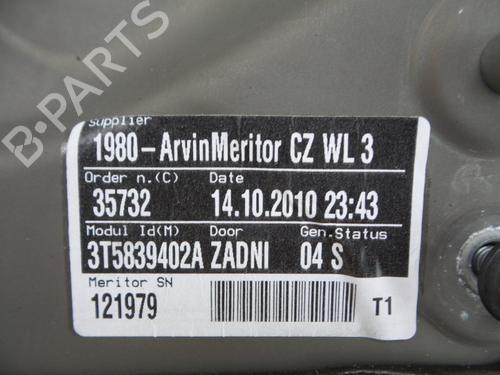 B-PARTS
Supplier
1980-ArvinMeritor CZ WL 3
Order n.(C) Date
35732 14.10.2010 23:43
Modul Id(M) Door Gen.Status
3T5839402A ZADNI 04 S
Meritor SN
121979 T1